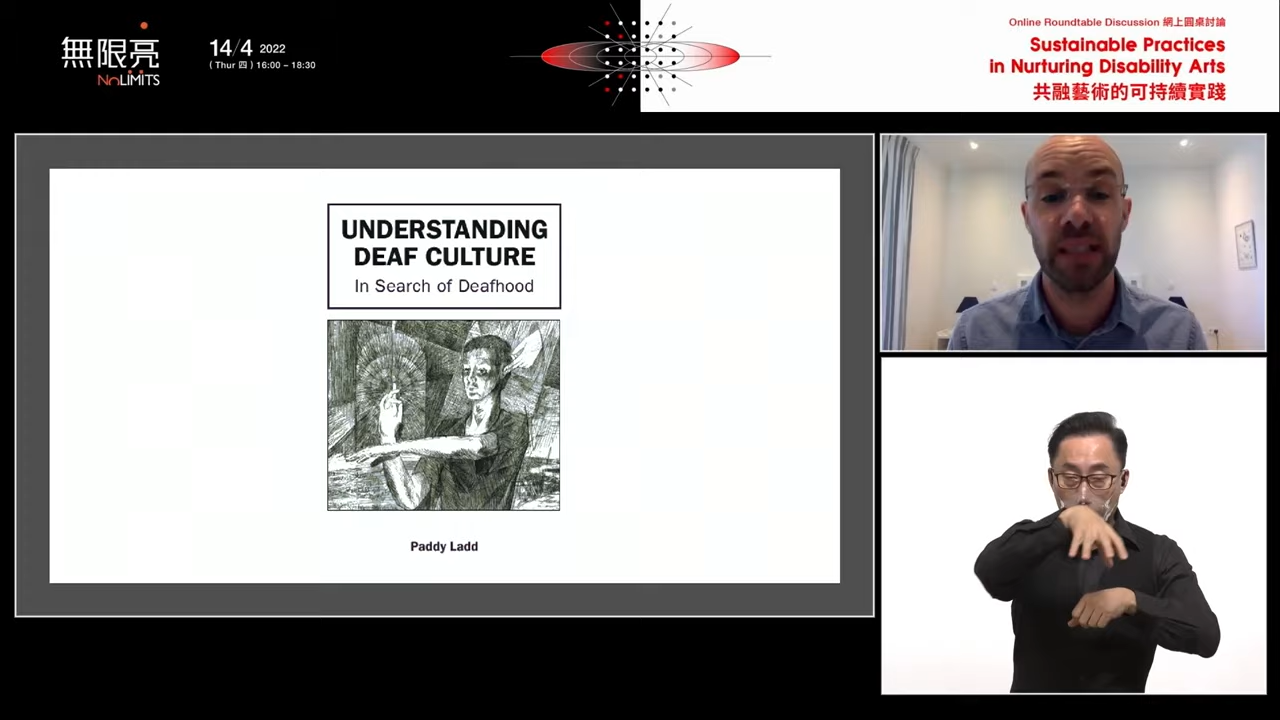 無限亮
NoLIMITS
14/4 2022
( Thur 四 ) 16:00 – 18:30
Online Roundtable Discussion 網上圓桌討論
Sustainable Practices
in Nurturing Disability Arts
共融藝術的可持續實踐
UNDERSTANDING
DEAF CULTURE
In Search of Deafhood
Paddy Ladd